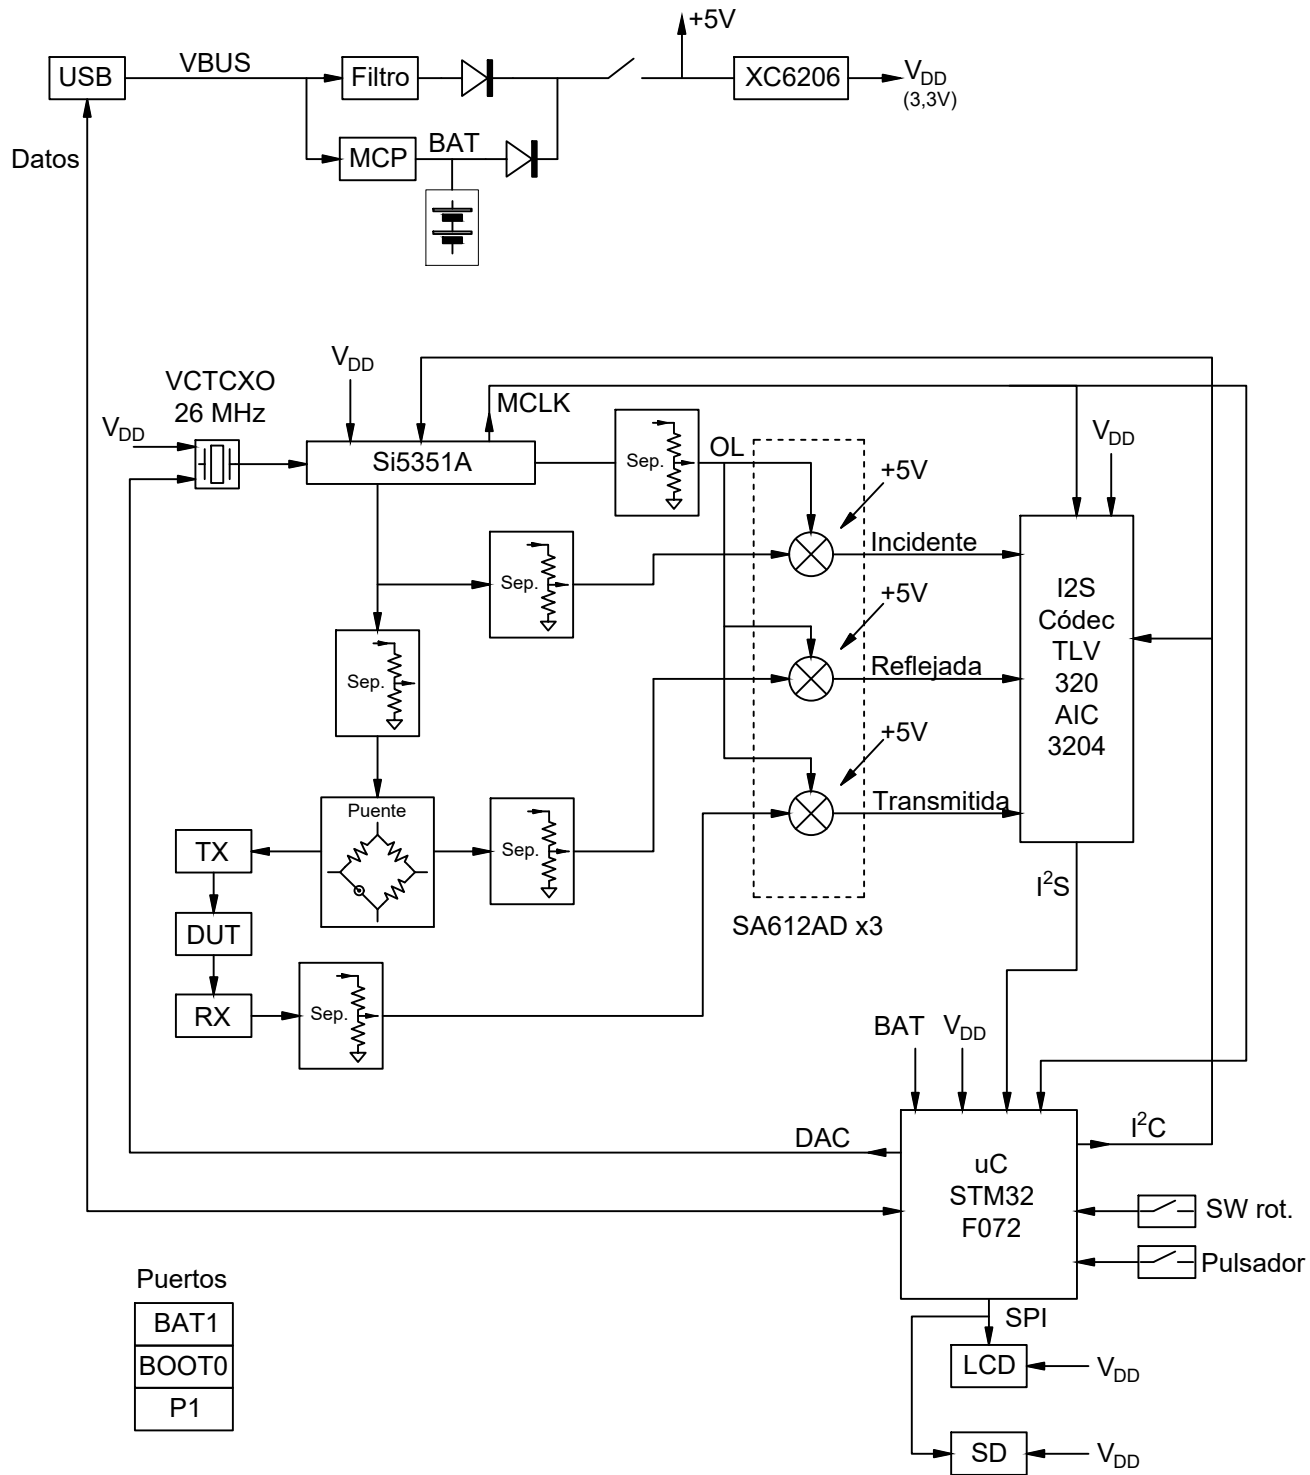 +5V
USB
VBUS
Filtro
XC6206
VDD
(3,3V)
Datos
MCP
BAT
VCTCXO
26 MHz
VDD
VDD
MCLK
Si5351A
Sep.
OL
VDD
+5V
Incidente
Sep.
+5V
Reflejada
Sep.
+5V
Transmitida
I2S
Códec
TLV
320
AIC
3204
Puente
Sep.
TX
DUT
RX
Sep.
SA612AD x3
I²S
BAT
VDD
DAC
I²C
uC
STM32
F072
SW rot.
Pulsador
SPI
LCD
VDD
SD
VDD
Puertos
BAT1
BOOT0
P1